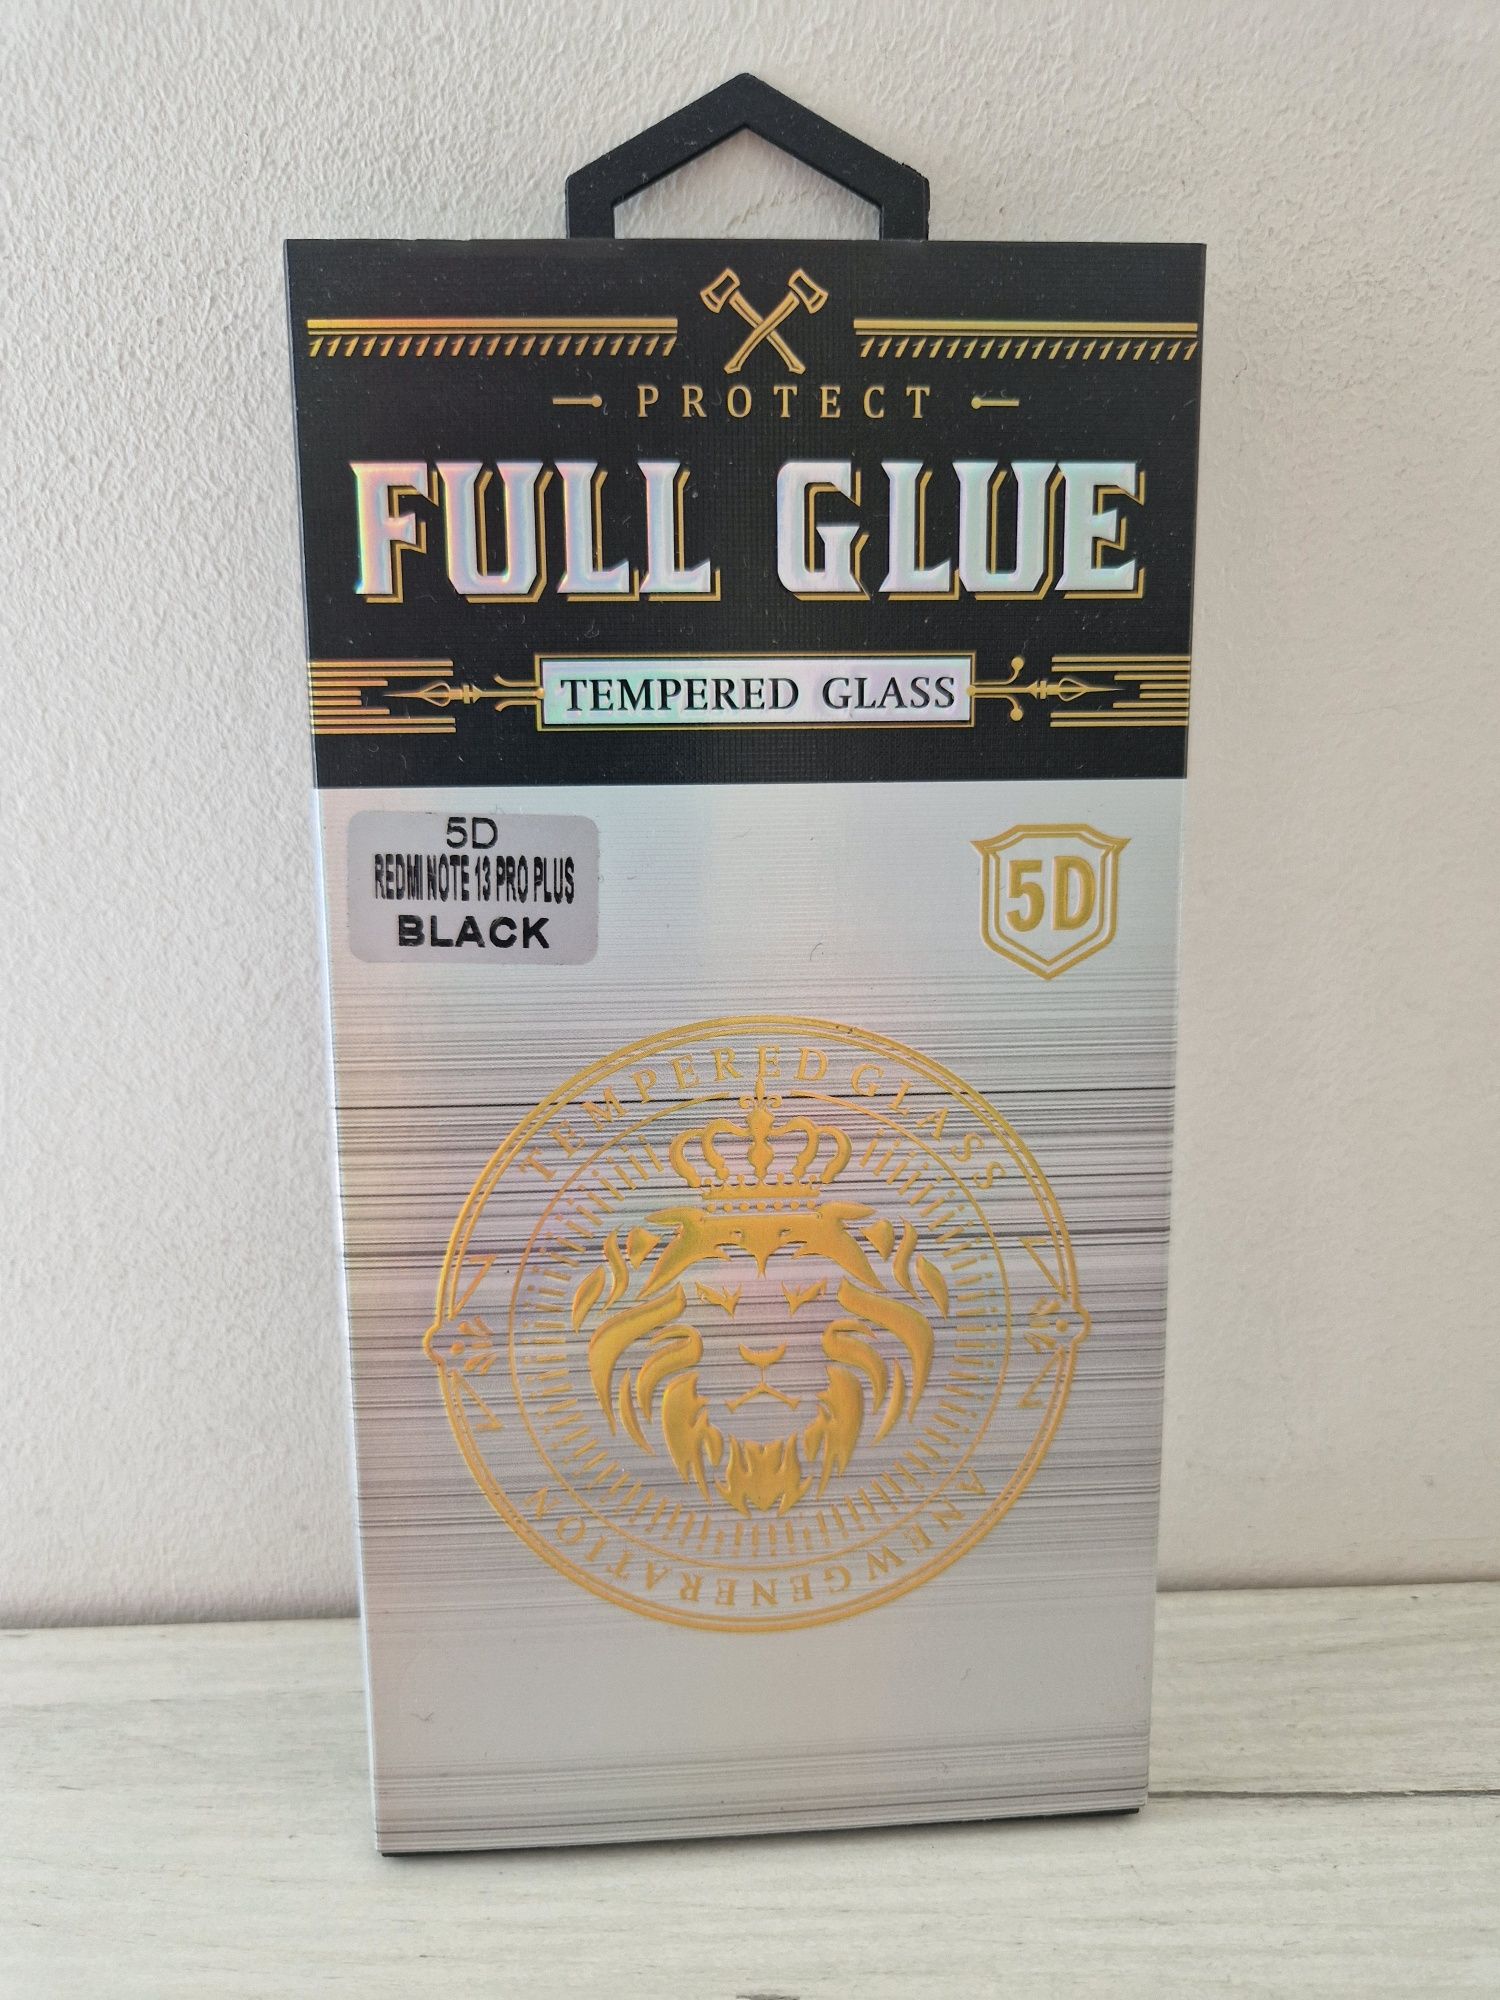 PROTECT
FULL GLUE
TEMPERED GLASS
5D
REDMI NOTE 13 PRO PLUS
BLACK
5D
TEMPERED GLASS
A NEW GENERATION